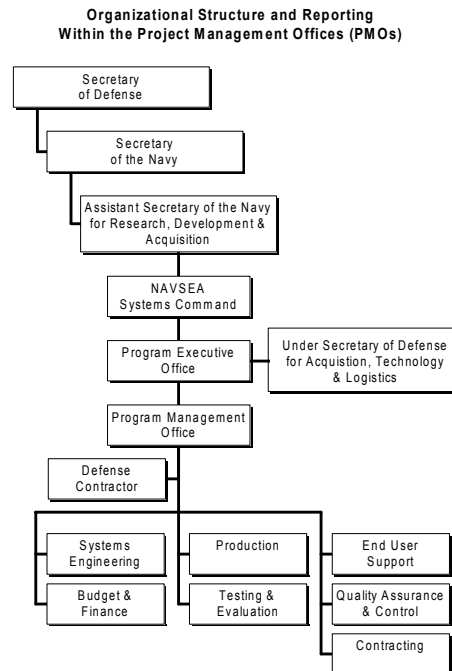 Organizational Structure and Reporting
Within the Project Management Offices (PMOs)
Secretary
of Defense
Secretary
of the Navy
Assistant Secretary of the Navy
for Research, Development &
Acquisition
NAVSEA
Systems Command
Program Executive
Office
Under Secretary of Defense
for Acquistion, Technology
& Logistics
Program Management
Office
Defense
Contractor
Systems
Engineering
Production
End User
Support
Budget &
Finance
Testing &
Evaluation
Quality Assurance
& Control
Contracting